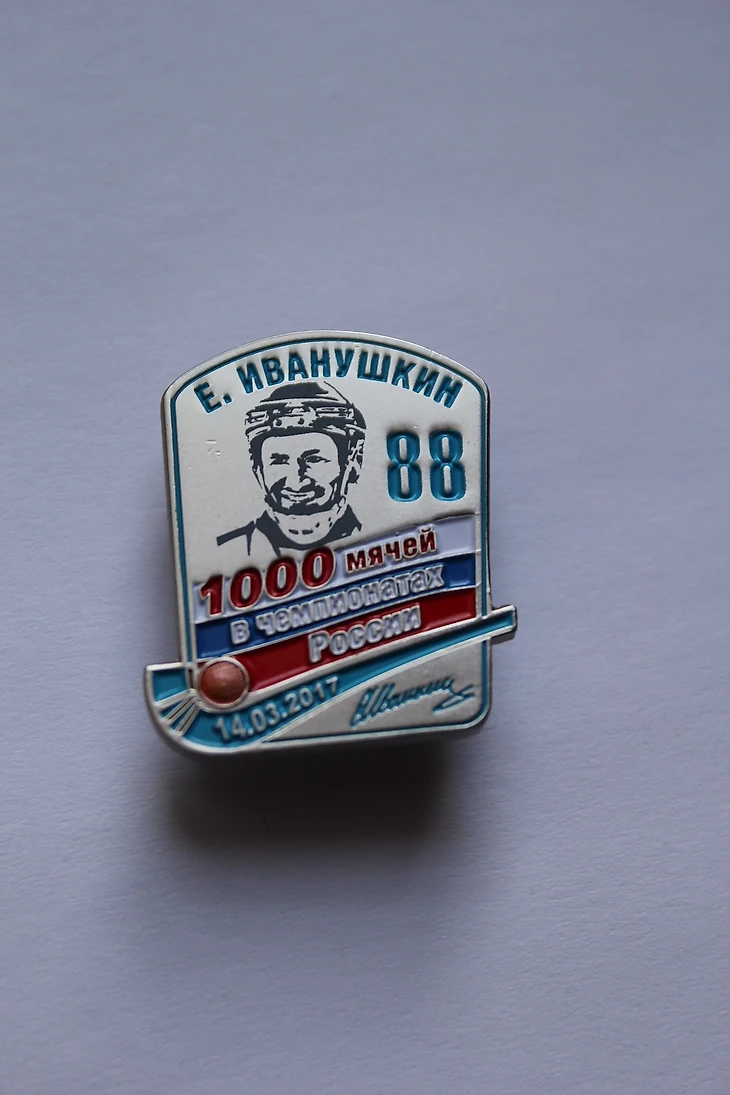 Е. ИВАНУШКИН
88
1000 мячей
в чемпионатах
России
14.03.2017